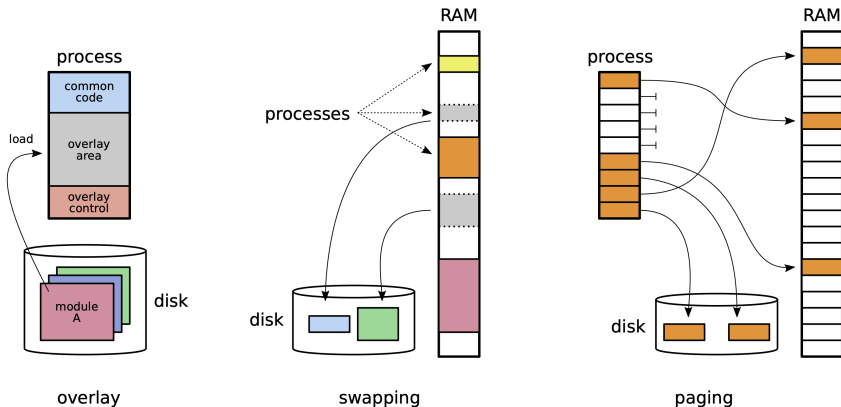 process
common
code
overlay
area
overlay
control
load
module
A
disk
overlay
RAM
processes
disk
swapping
RAM
process
disk
paging